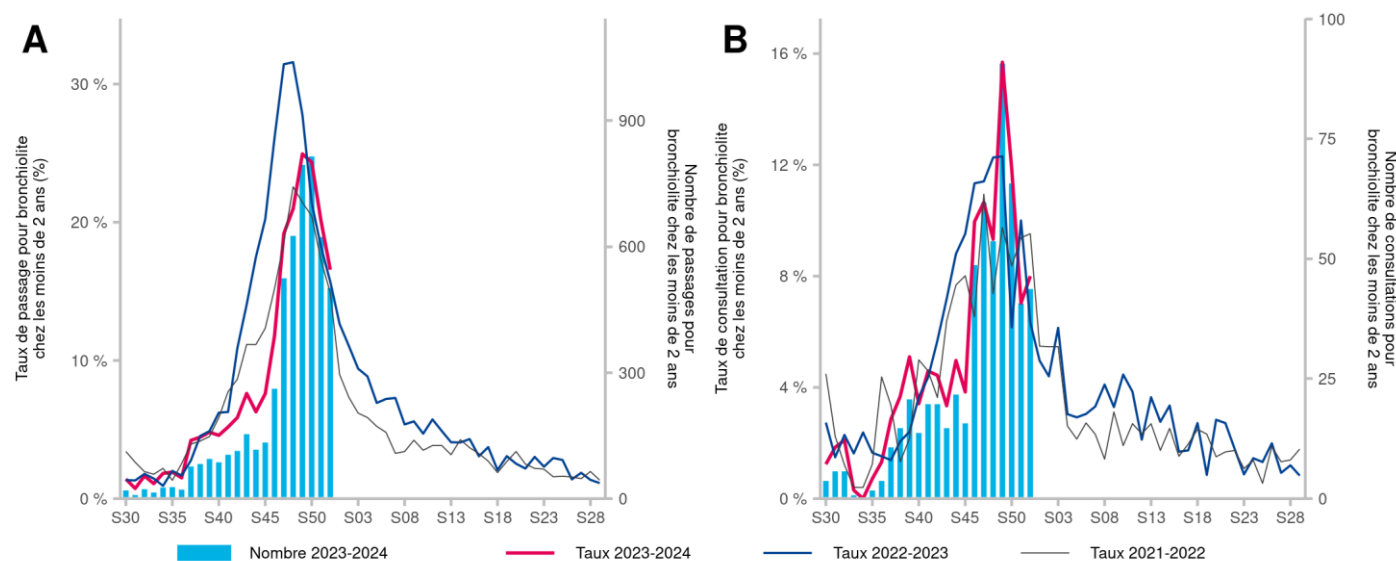 A
Taux de passage pour bronchiolite
chez les moins de 2 ans (%)
30 %
20 %
10 %
0 %
900
600
300
0
Nombre de passages pour
bronchiolite chez les moins de 2 ans
S30 S35 S40 S45 S50 S03 S08 S13 S18 S23 S28
B
Taux de consultation pour bronchiolite
chez les moins de 2 ans (%)
16 %
12 %
8 %
4 %
0 %
100
75
50
25
0
Nombre de consultations pour
bronchiolite chez les moins de 2 ans
S30 S35 S40 S45 S50 S03 S08 S13 S18 S23 S28
Nombre 2023-2024 Taux 2023-2024 Taux 2022-2023 Taux 2021-2022